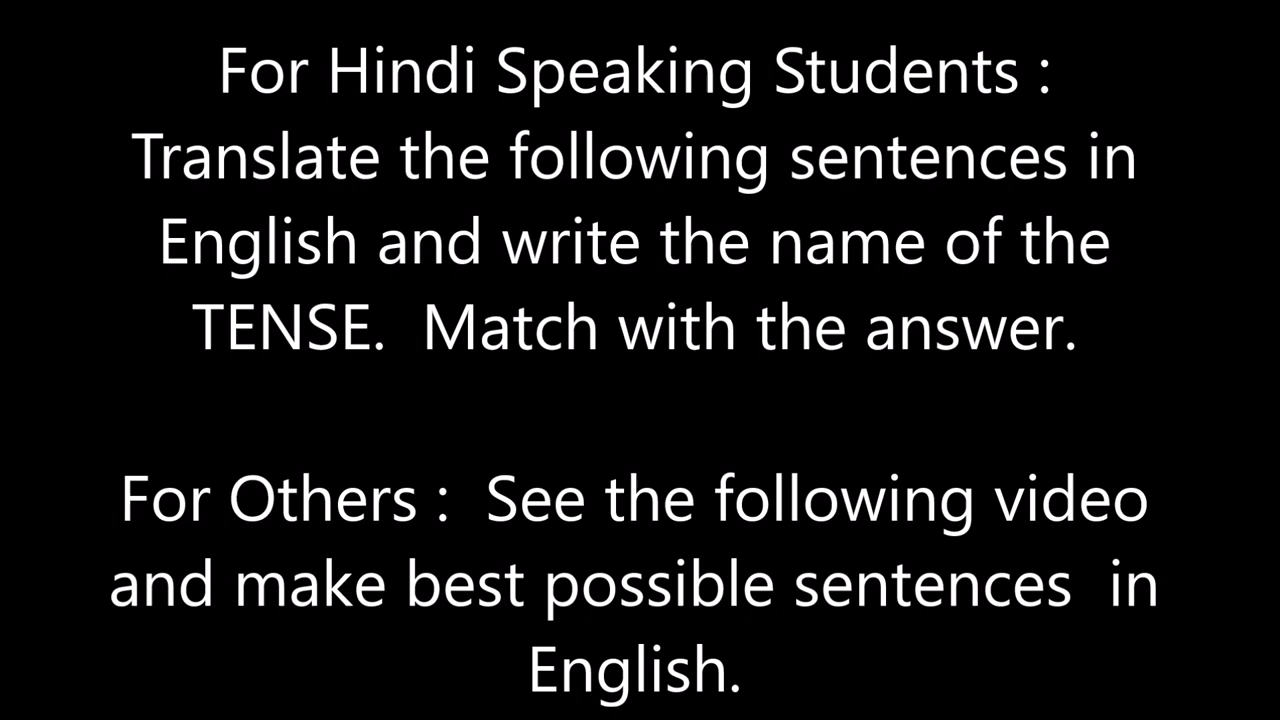 For Hindi Speaking Students :
Translate the following sentences in
English and write the name of the
TENSE.  Match with the answer.
For Others :  See the following video
and make best possible sentences  in
English.